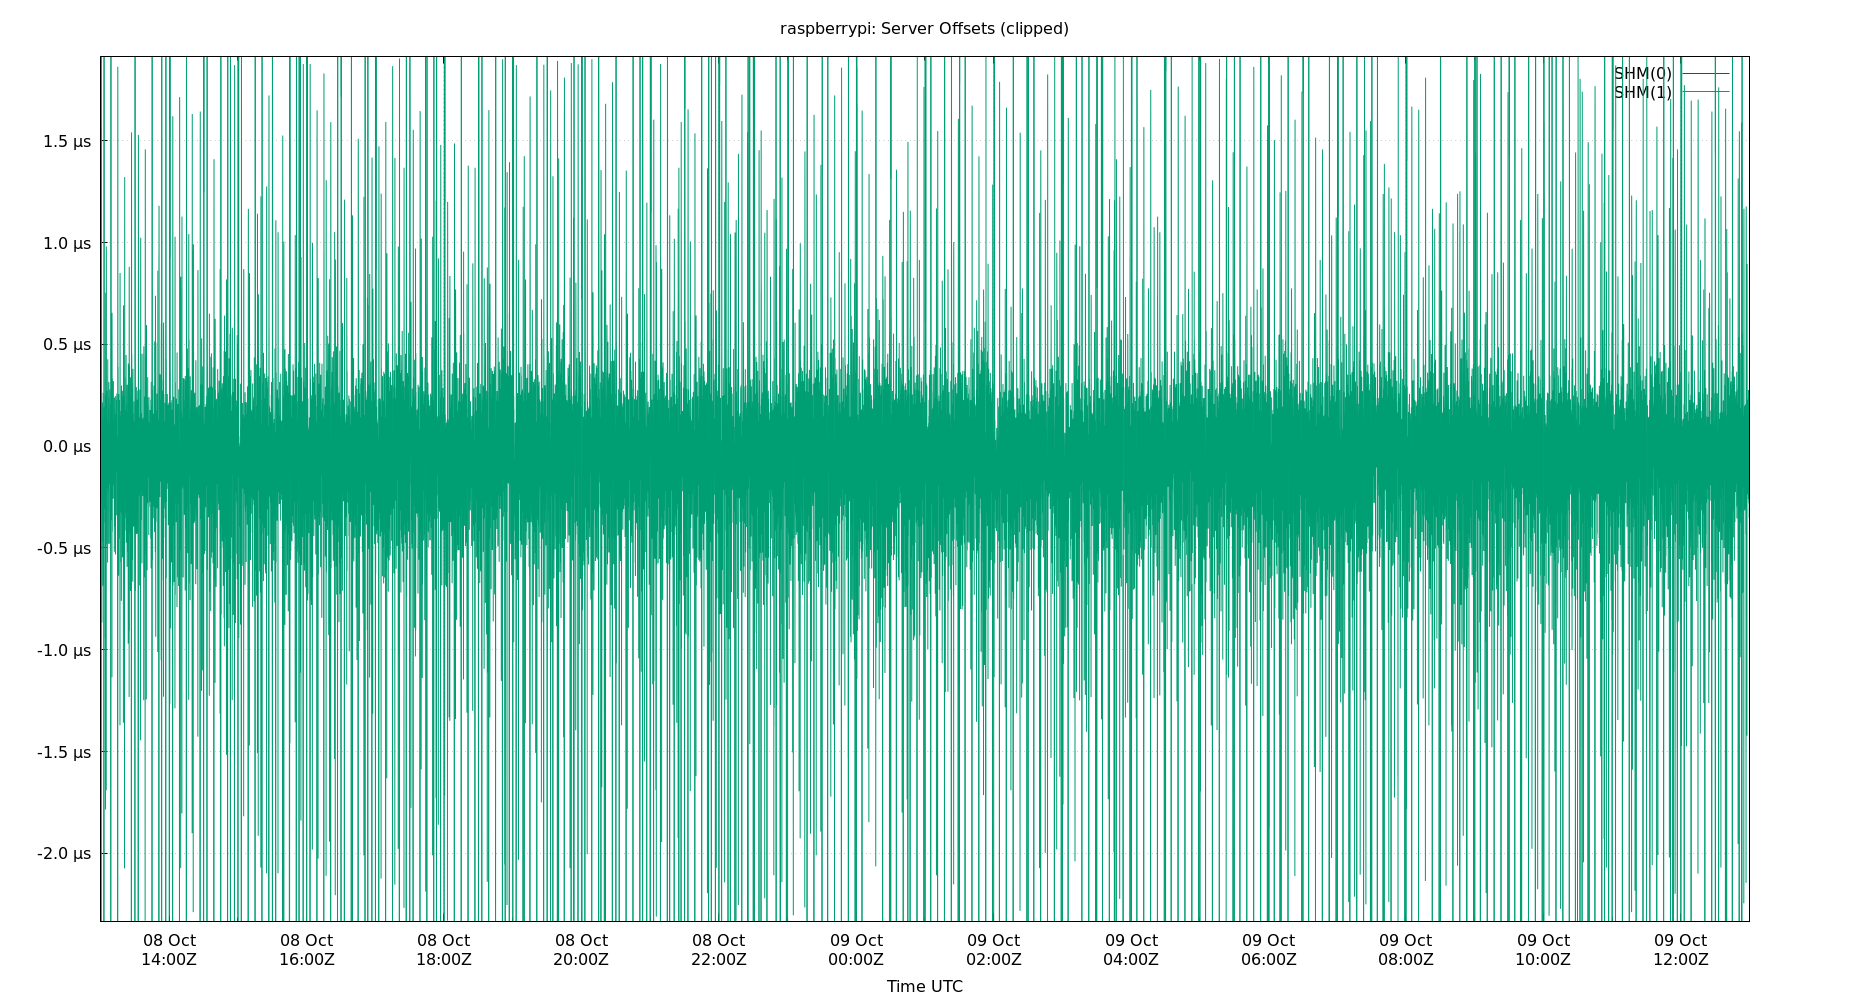 raspberrypi: Server Offsets (clipped)
SHM(0)
SHM(1)
1.5 µs
1.0 µs
0.5 µs
0.0 µs
-0.5 µs
-1.0 µs
-1.5 µs
-2.0 µs
08 Oct 08 Oct 08 Oct 08 Oct 08 Oct 09 Oct 09 Oct 09 Oct 09 Oct 09 Oct 09 Oct 09 Oct
14:00Z 16:00Z 18:00Z 20:00Z 22:00Z 00:00Z 02:00Z 04:00Z 06:00Z 08:00Z 10:00Z 12:00Z
Time UTC